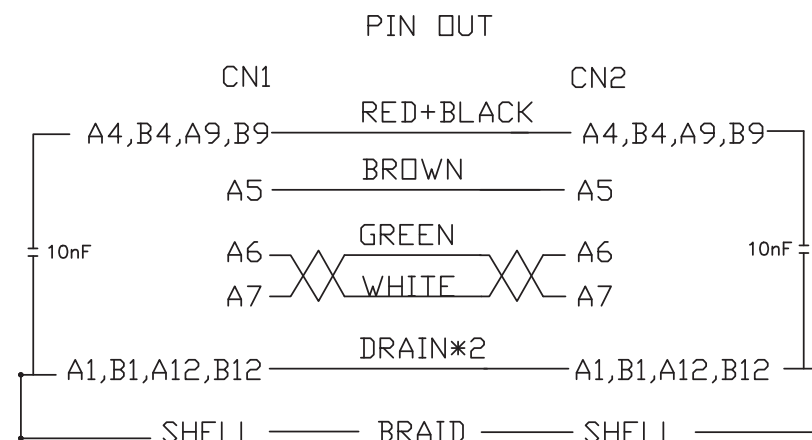 PIN OUT
CN1 CN2
A4,B4,A9,B9 RED+BLACK A4,B4,A9,B9
A5 BROWN A5
A6 GREEN A6
10nF 10nF
A7 WHITE A7
A1,B1,A12,B12 DRAIN*2 A1,B1,A12,B12
SHELL BRAID SHELL